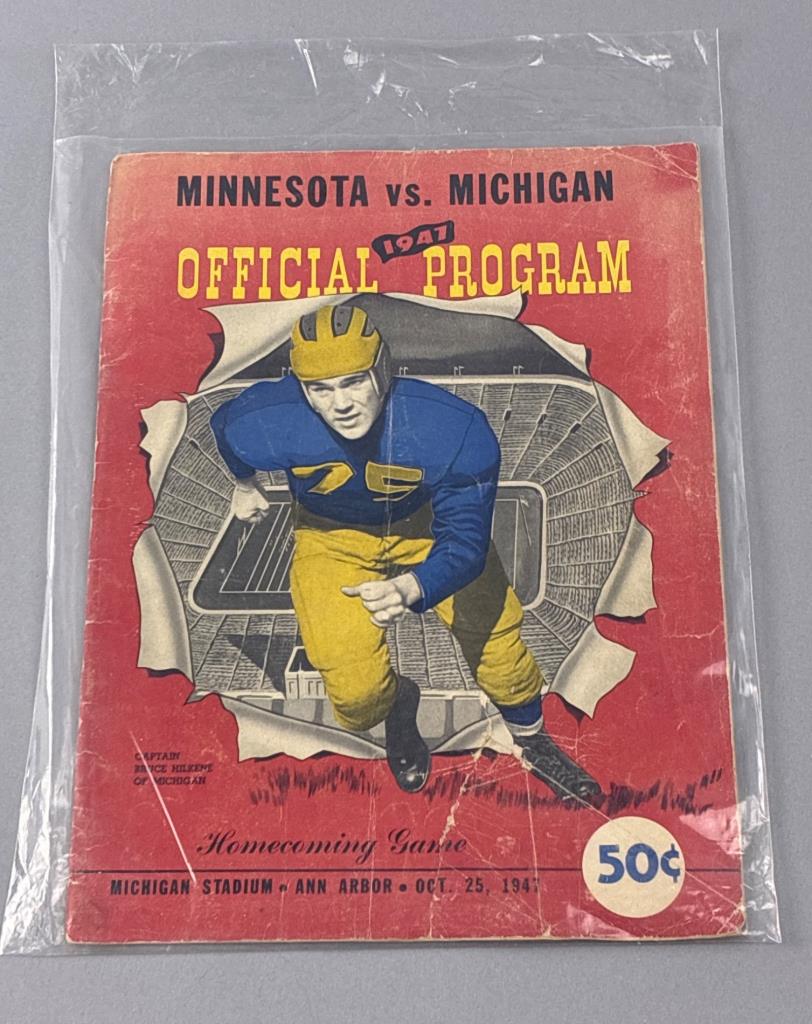 MINNESOTA vs. MICHIGAN
1947
OFFICIAL PROGRAM
75
CAPTAIN
BRUCE HILKENE
OF MICHIGAN
Homecoming Game
50¢
MICHIGAN STADIUM • ANN ARBOR • OCT. 25, 1947